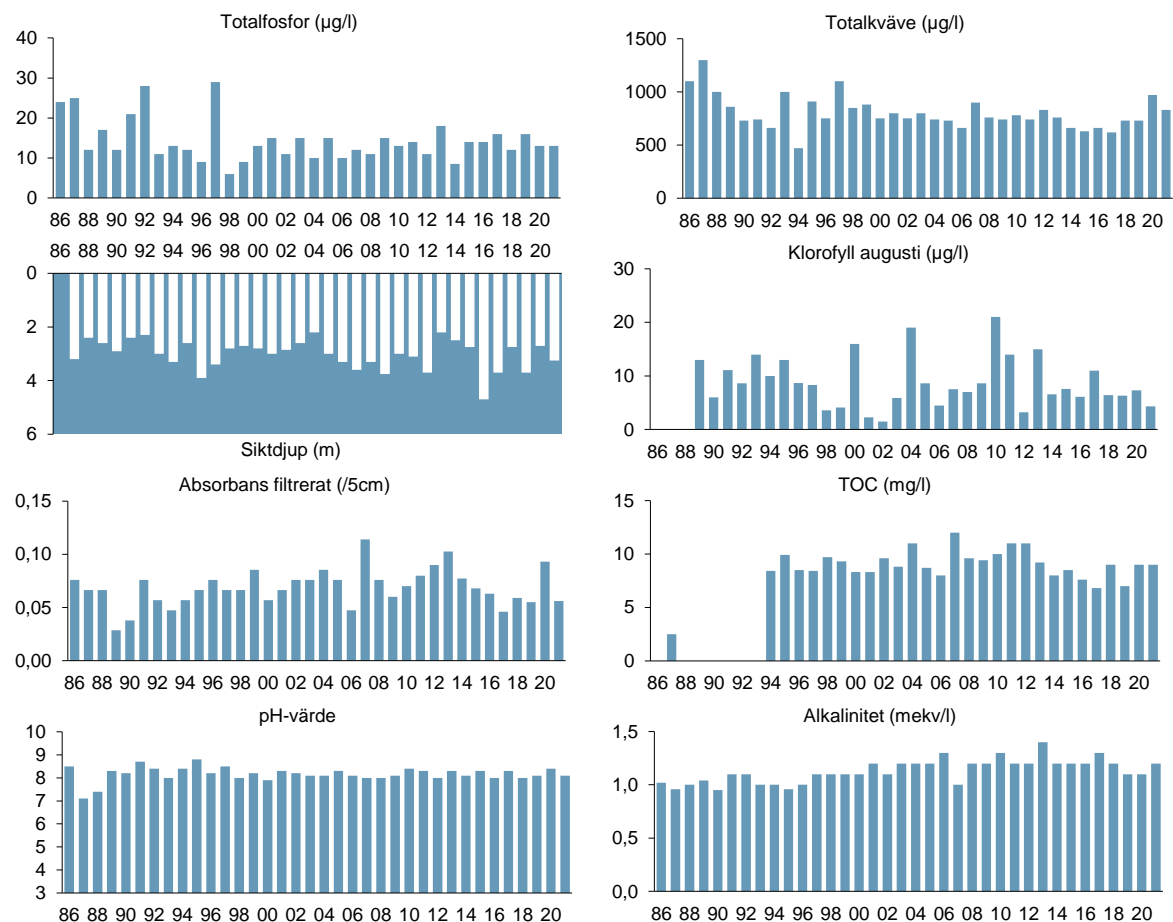 Totalfosfor (µg/l)
40
30
20
10
0
86 88 90 92 94 96 98 00 02 04 06 08 10 12 14 16 18 20
Totalkväve (µg/l)
1500
1000
500
0
86 88 90 92 94 96 98 00 02 04 06 08 10 12 14 16 18 20
86 88 90 92 94 96 98 00 02 04 06 08 10 12 14 16 18 20
0
2
4
6
Siktdjup (m)
Klorofyll augusti (µg/l)
30
20
10
0
86 88 90 92 94 96 98 00 02 04 06 08 10 12 14 16 18 20
Absorbans filtrerat (/5cm)
0,15
0,10
0,05
0,00
86 88 90 92 94 96 98 00 02 04 06 08 10 12 14 16 18 20
TOC (mg/l)
15
10
5
0
86 88 90 92 94 96 98 00 02 04 06 08 10 12 14 16 18 20
pH-värde
10
9
8
7
6
5
4
3
86 88 90 92 94 96 98 00 02 04 06 08 10 12 14 16 18 20
Alkalinitet (mekv/l)
1,5
1,0
0,5
0,0
86 88 90 92 94 96 98 00 02 04 06 08 10 12 14 16 18 20